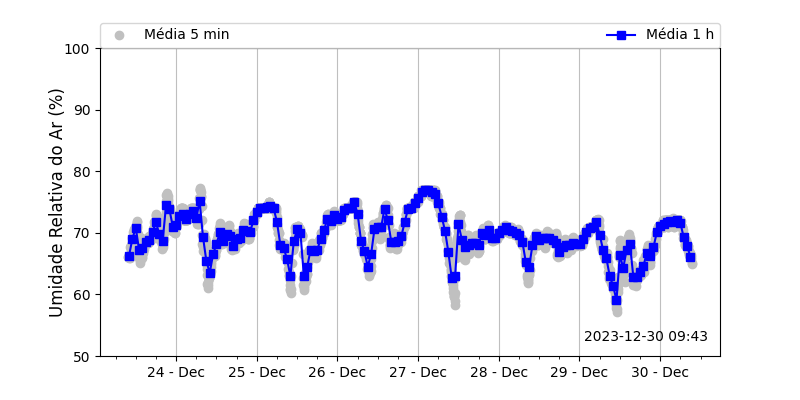 Média 5 min
Média 1 h
100
90
80
70
60
50
Umidade Relativa do Ar (%)
2023-12-30 09:43
24 - Dec
25 - Dec
26 - Dec
27 - Dec
28 - Dec
29 - Dec
30 - Dec